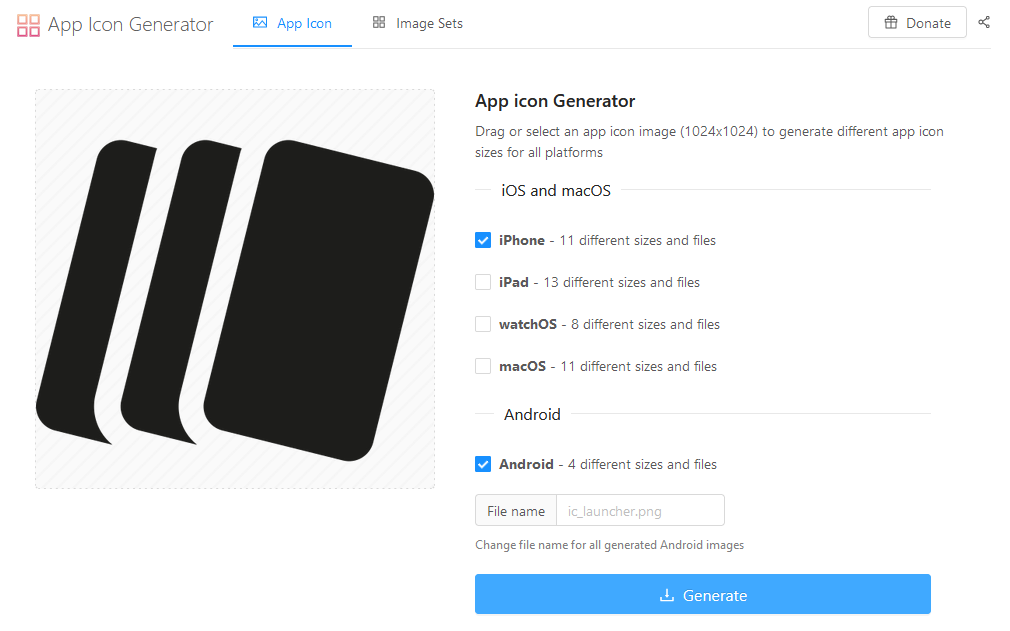 App Icon Generator
App Icon
Image Sets
Donate
App icon Generator
Drag or select an app icon image (1024x1024) to generate different app icon
sizes for all platforms
iOS and macOS
iPhone - 11 different sizes and files
iPad - 13 different sizes and files
watchOS - 8 different sizes and files
macOS - 11 different sizes and files
Android
Android - 4 different sizes and files
File name
ic_launcher.png
Change file name for all generated Android images
Generate